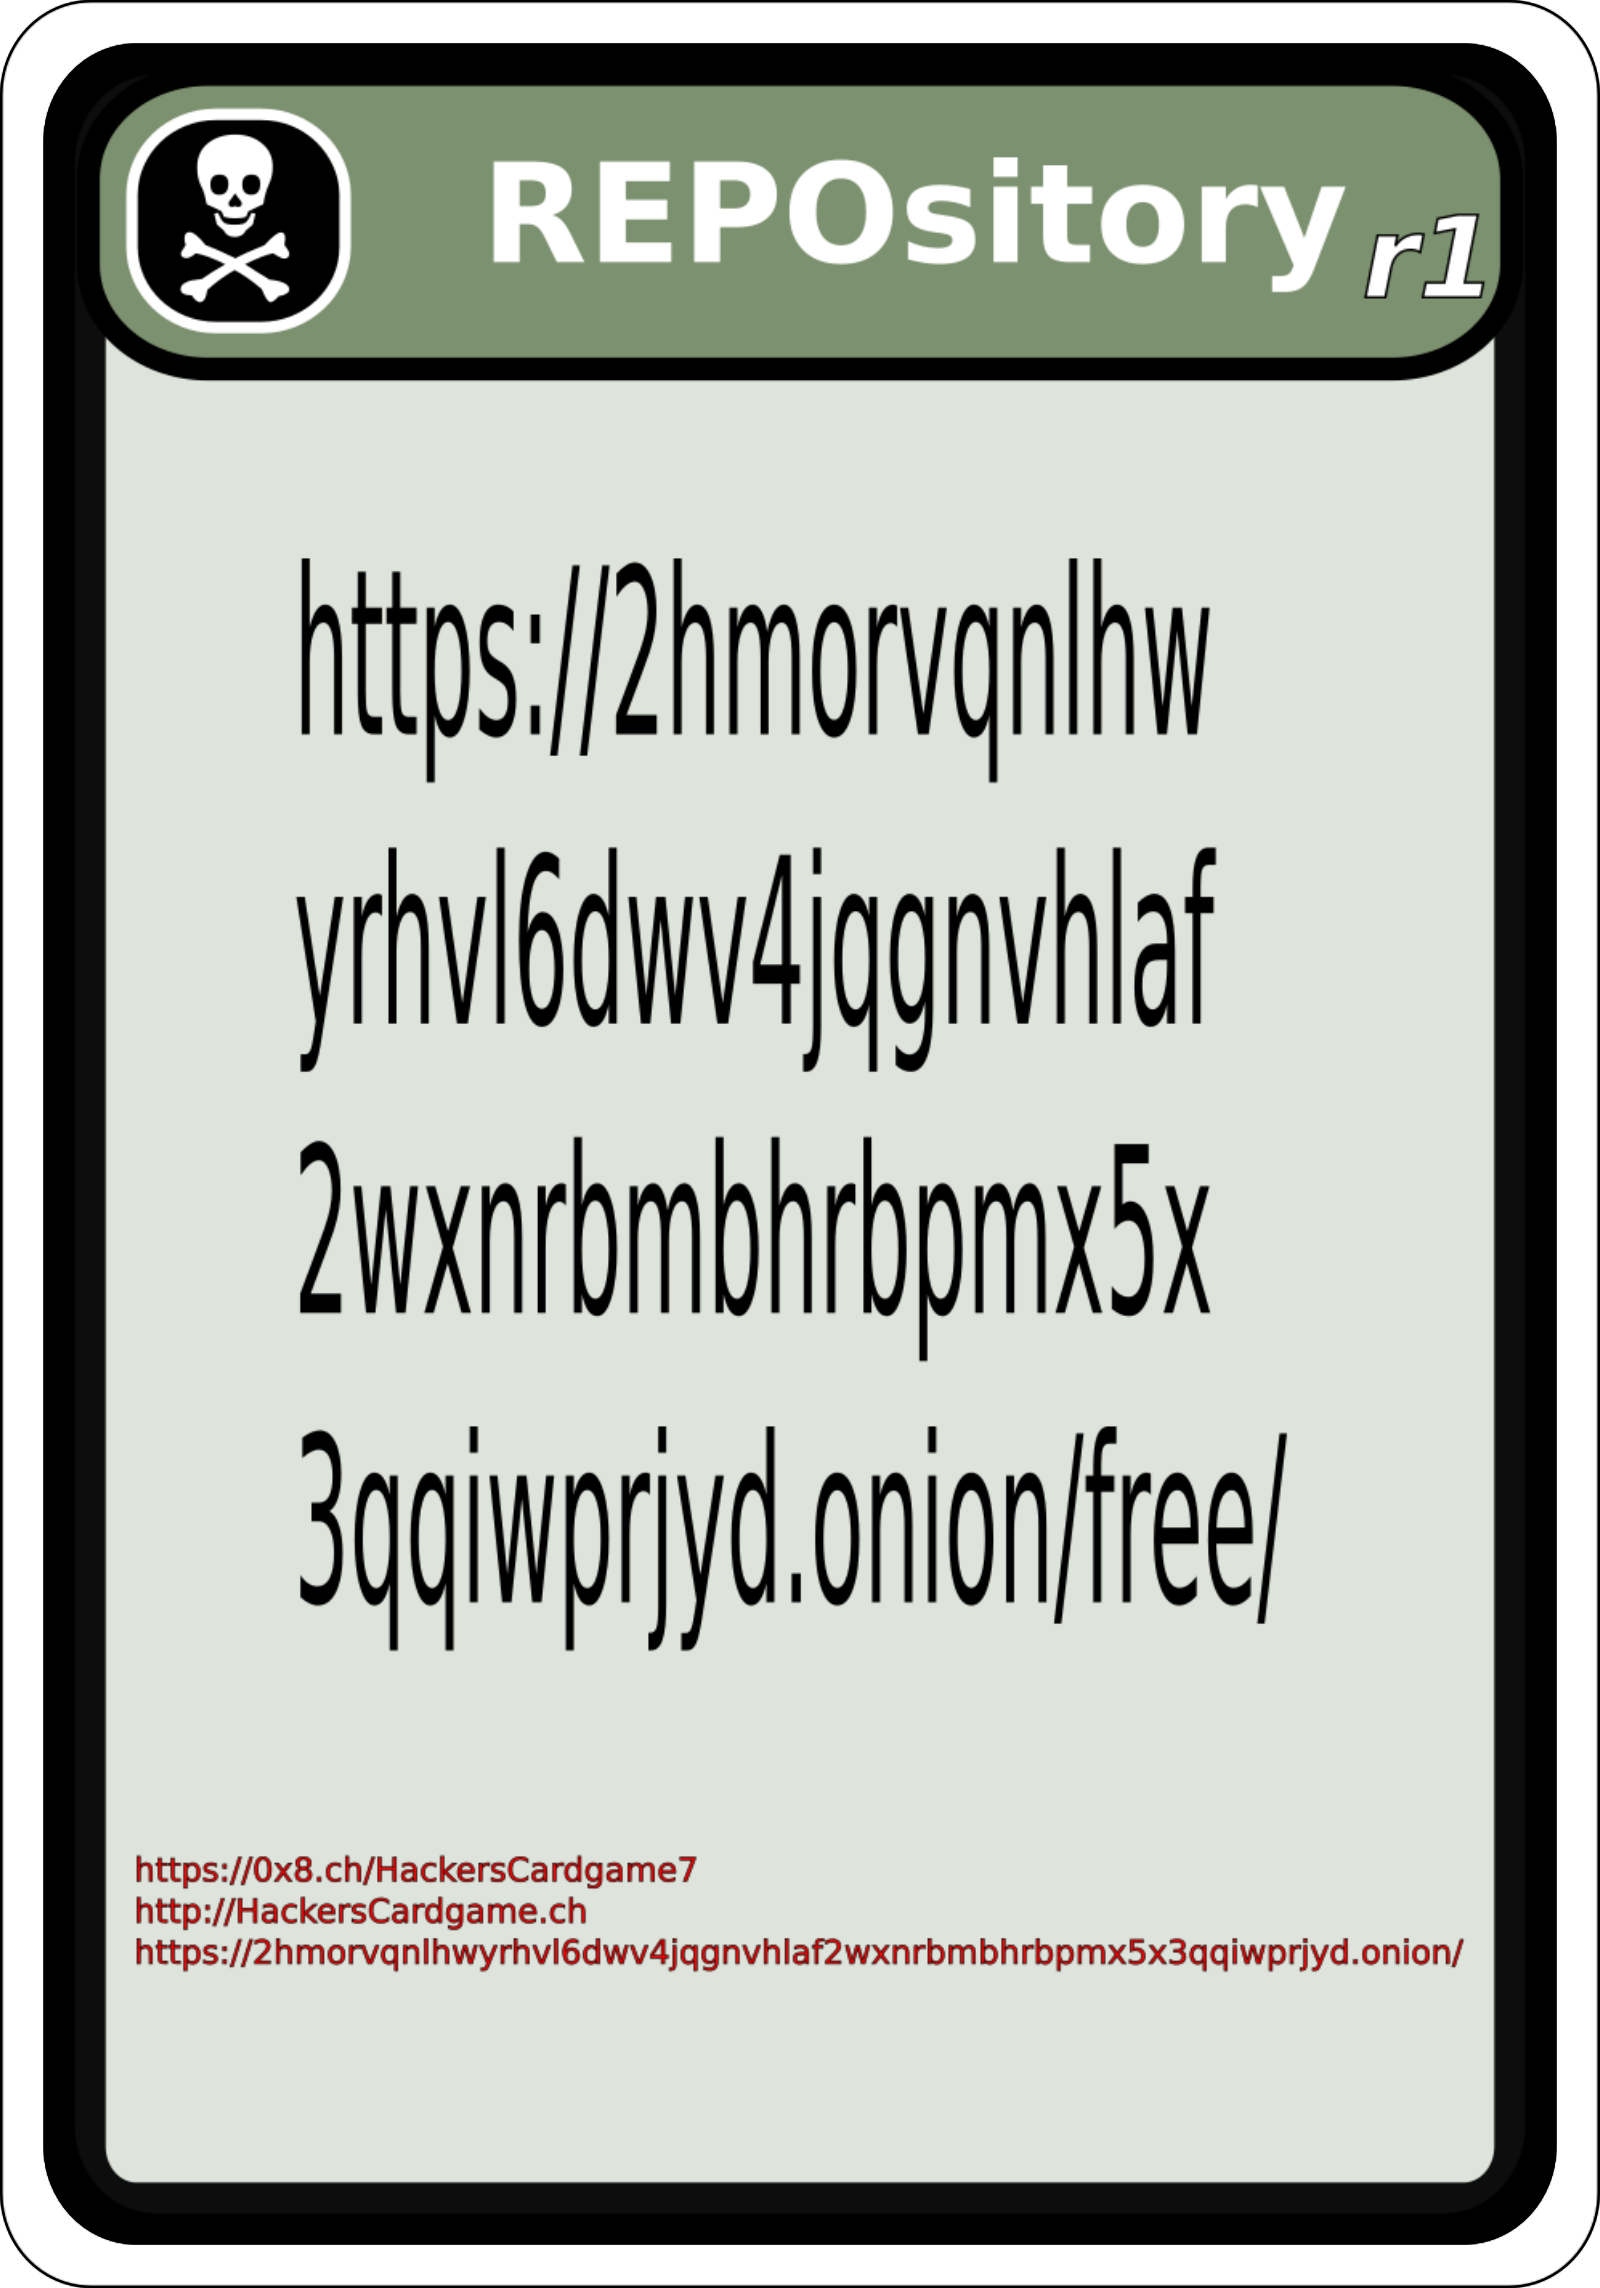 REPOsitory
r1
https://2hmorvqnlhw
yrhvl6dwv4jqgnvhlaf
2wxnrbmbhrbpmx5x
3qqiwprjyd.onion/free/
https://0x8.ch/HackersCardgame7
http://HackersCardgame.ch
https://2hmorvqnlhwyrhvl6dwv4jqgnvhlaf2wxnrbmbhrbpmx5x3qqiwprjyd.onion/